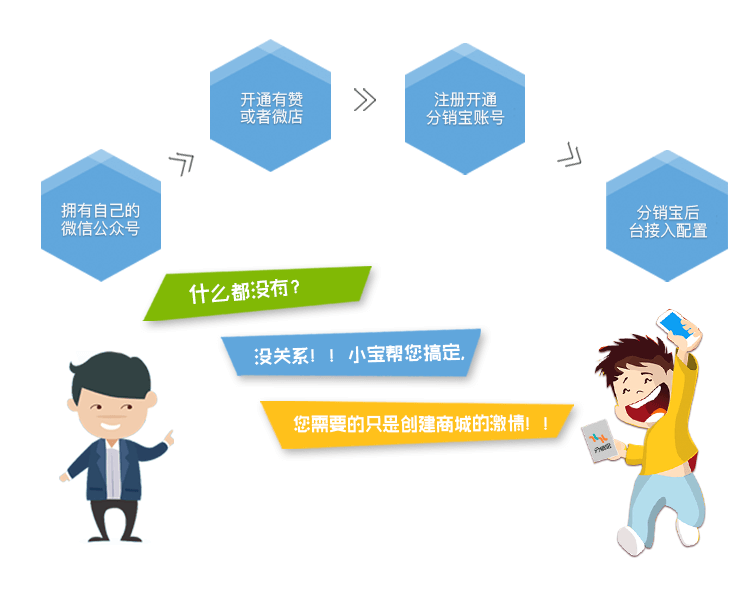 拥有自己的
微信公众号
开通有赞
或者微店
注册开通
分销宝账号
分销宝后
台接入配置
什么都没有?
没关系!! 小宝帮您搞定,
您需要的只是创建商城的激情!!